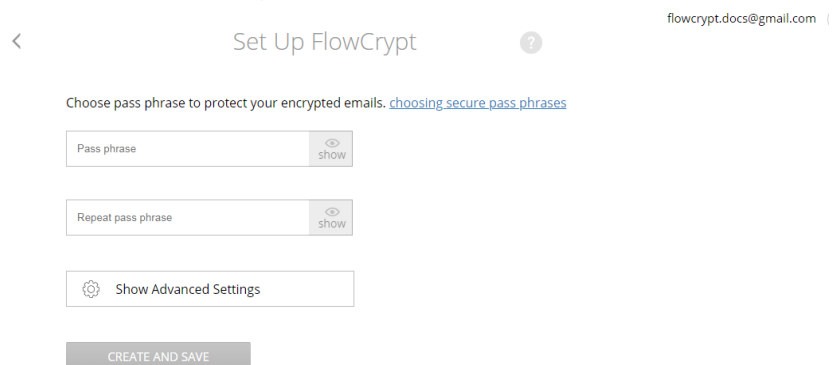 flowcrypt.docs@gmail.com
Set Up FlowCrypt
?
Choose pass phrase to protect your encrypted emails. choosing secure pass phrases
Pass phrase
show
Repeat pass phrase
show
Show Advanced Settings
CREATE AND SAVE